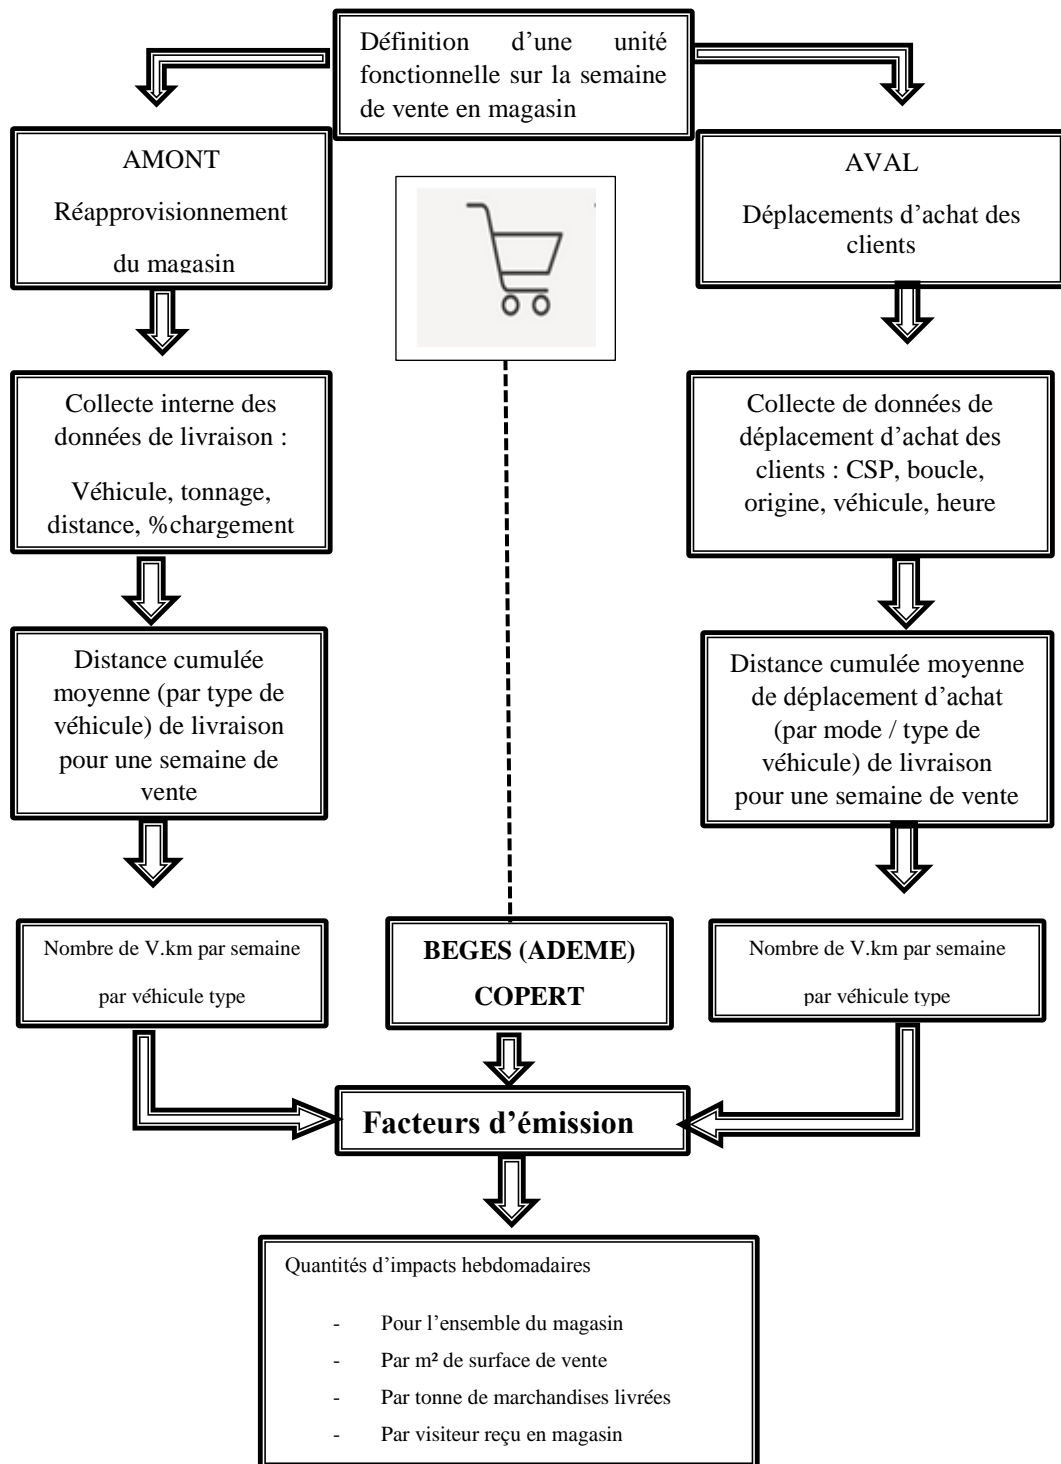 Définition d’une unité
fonctionnelle sur la semaine
de vente en magasin
AMONT
Réapprovisionnement
du magasin
AVAL
Déplacements d’achat des
clients
Collecte interne des
données de livraison :
Véhicule, tonnage,
distance, %chargement
Collecte de données de
déplacement d’achat des
clients : CSP, boucle,
origine, véhicule, heure
Distance cumulée
moyenne (par type de
véhicule) de livraison
pour une semaine de
vente
Distance cumulée moyenne
de déplacement d’achat
(par mode / type de
véhicule) de livraison
pour une semaine de vente
Nombre de V.km par semaine
par véhicule type
BEGES (ADEME)
COPERT
Nombre de V.km par semaine
par véhicule type
Facteurs d’émission
Quantités d’impacts hebdomadaires
- Pour l’ensemble du magasin
- Par m² de surface de vente
- Par tonne de marchandises livrées
- Par visiteur reçu en magasin